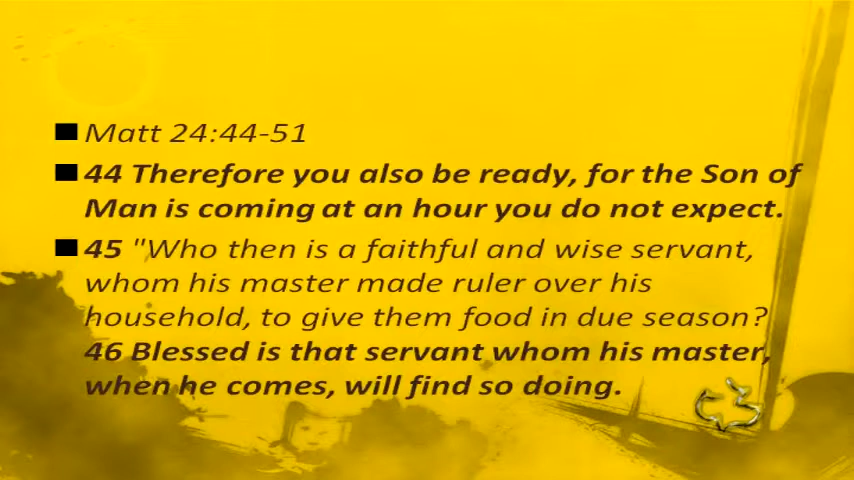 Matt 24:44-51
44 Therefore you also be ready, for the Son of
Man is coming at an hour you do not expect.
45 "Who then is a faithful and wise servant,
whom his master made ruler over his
household, to give them food in due season?
46 Blessed is that servant whom his master,
when he comes, will find so doing.